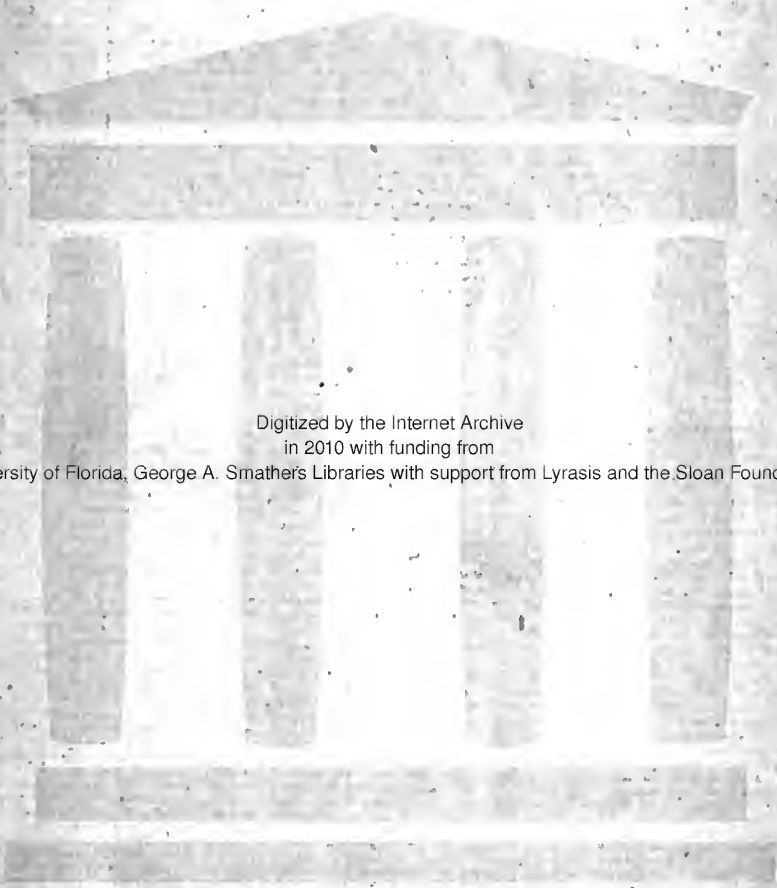 Digitized by the Internet Archive
in 2010 with funding from
ersity of Florida, George A. Smathers Libraries with support from Lyrasis and the Sloan Found